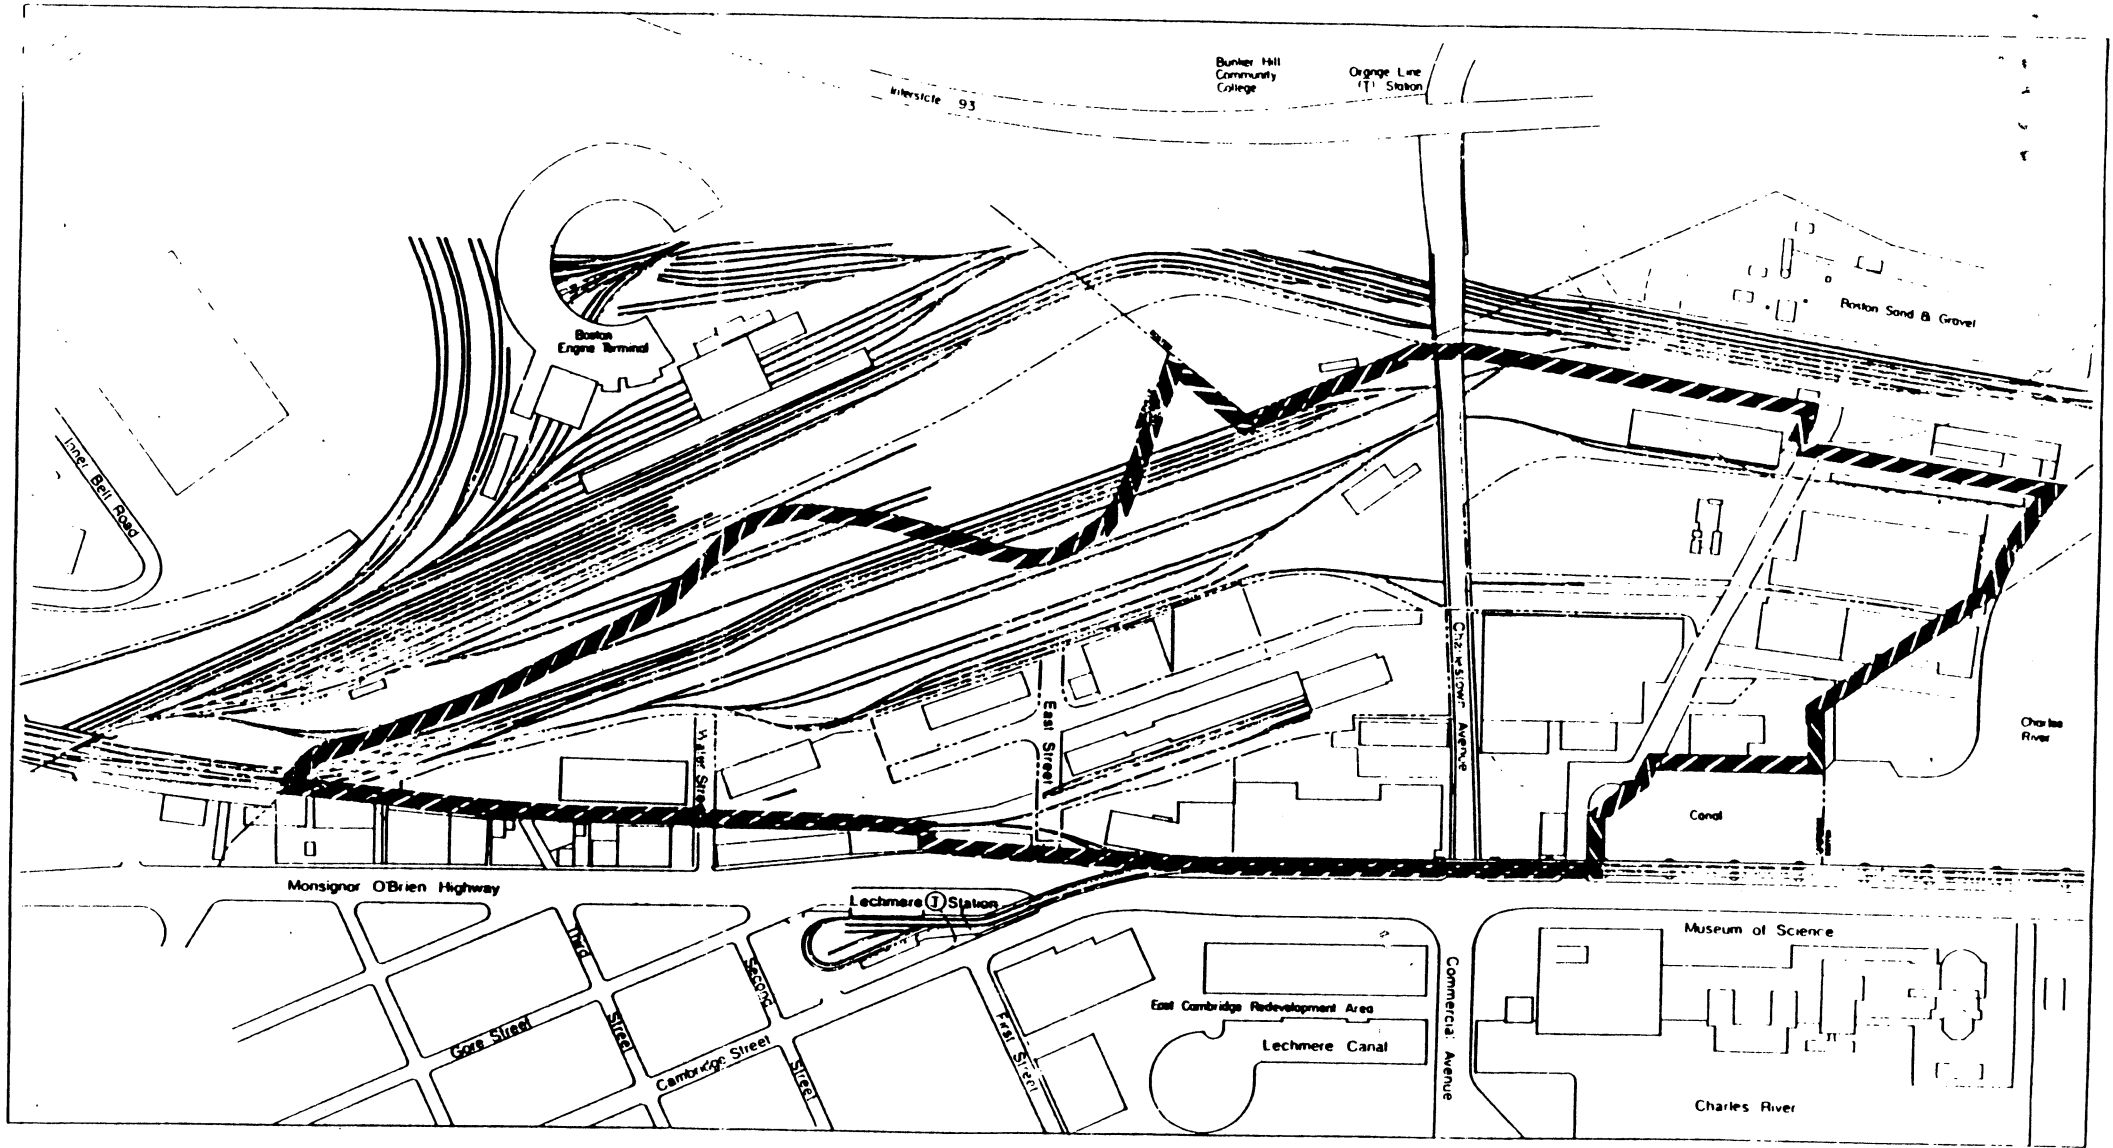 Bunker Hill
Community
College
Orange Line
(T) Station
Interstate 93
Boston Sand & Gravel
Boston
Engine Terminal
Inner Belt Road
Charles
River
Charlestown Avenue
East Street
Water Street
Canal
Monsignor O'Brien Highway
Lechmere (T) Station
Museum of Science
Third
Street
Second
Street
First Street
Gore Street
Cambridge Street
East Cambridge Redevelopment Area
Lechmere Canal
Commercial Avenue
Charles River